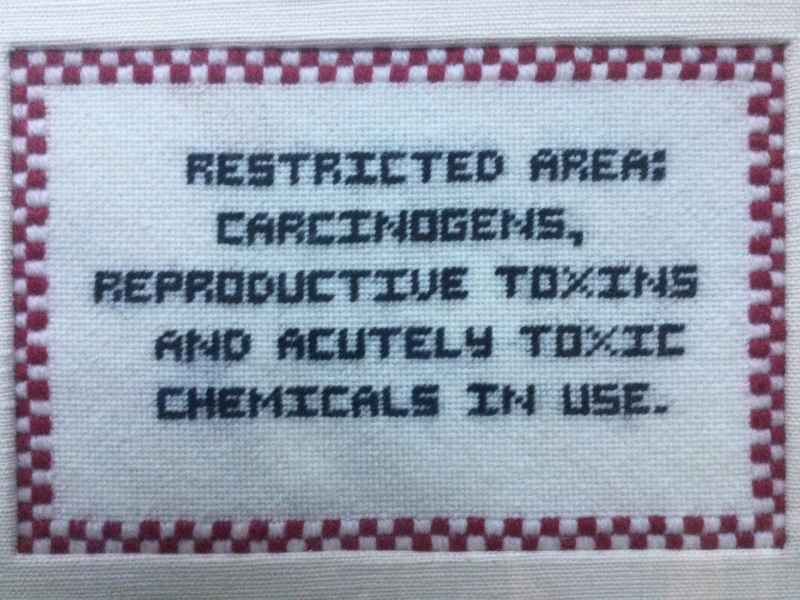 RESTRICTED AREA:
CARCINOGENS,
REPRODUCTIVE TOXINS
AND ACUTELY TOXIC
CHEMICALS IN USE.